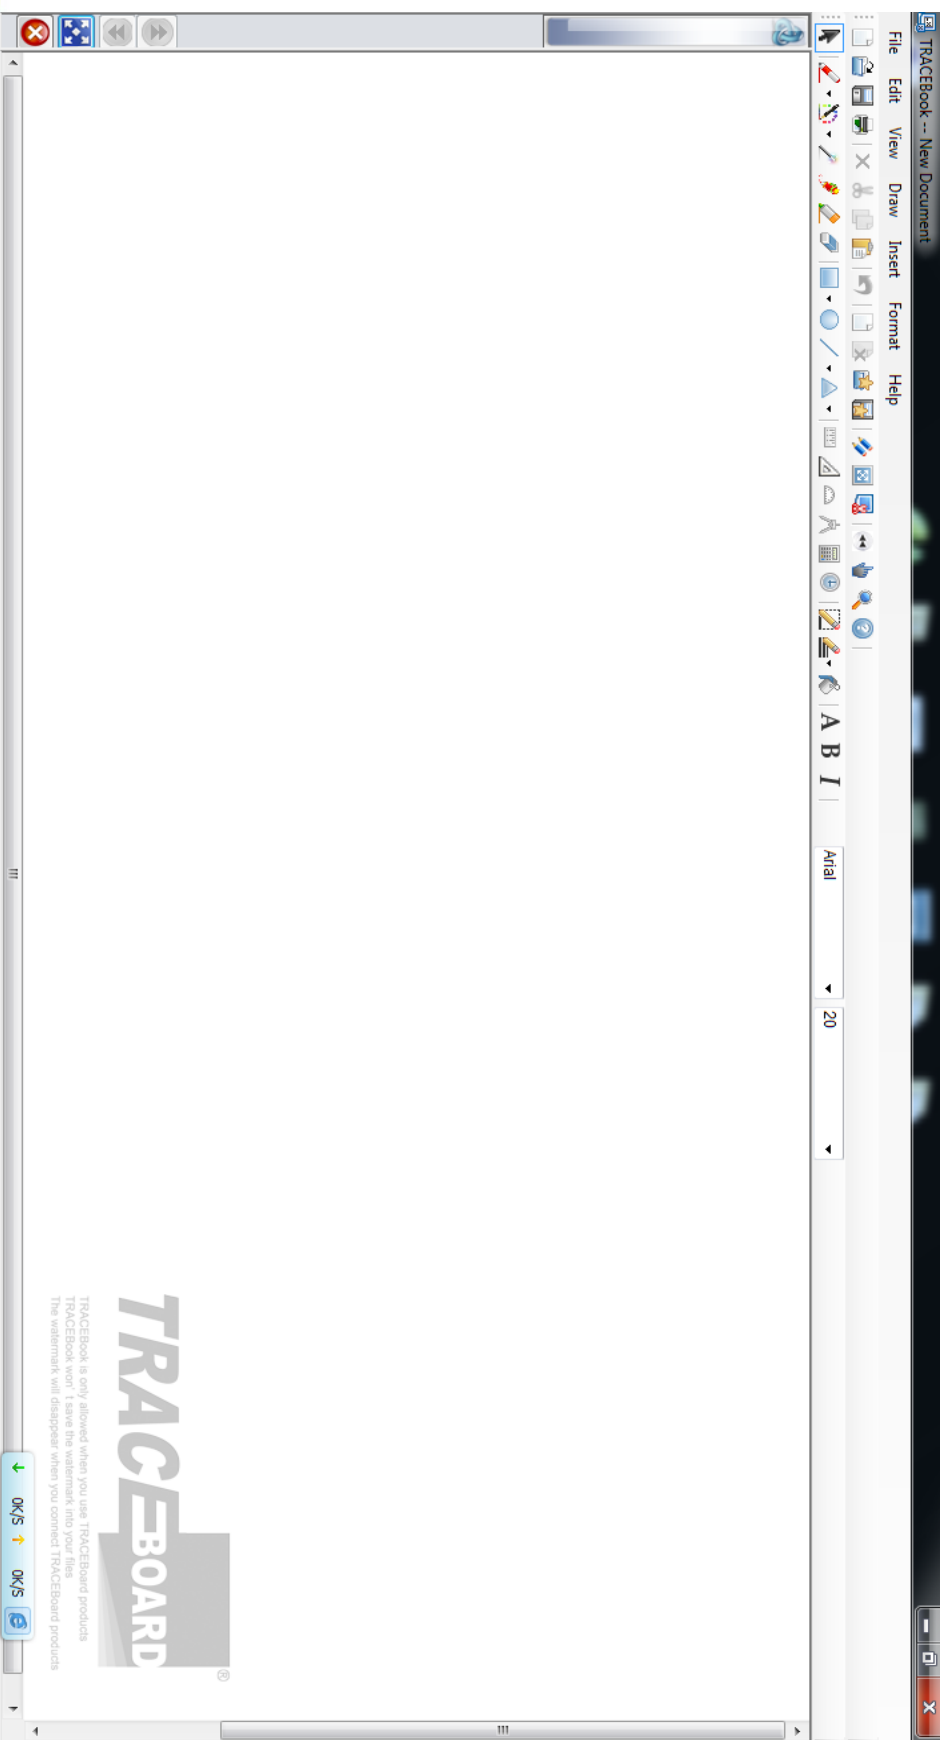 TRACEBook -- New Document
File Edit View Draw Insert Format Help
A B I Arial 20
TRACEBOARD®
TRACEBook is only allowed when you use TRACEBoard products
TRACEBook won't save the watermark into your files
The watermark will disappear when you connect TRACEBoard products
0K/S 0K/S